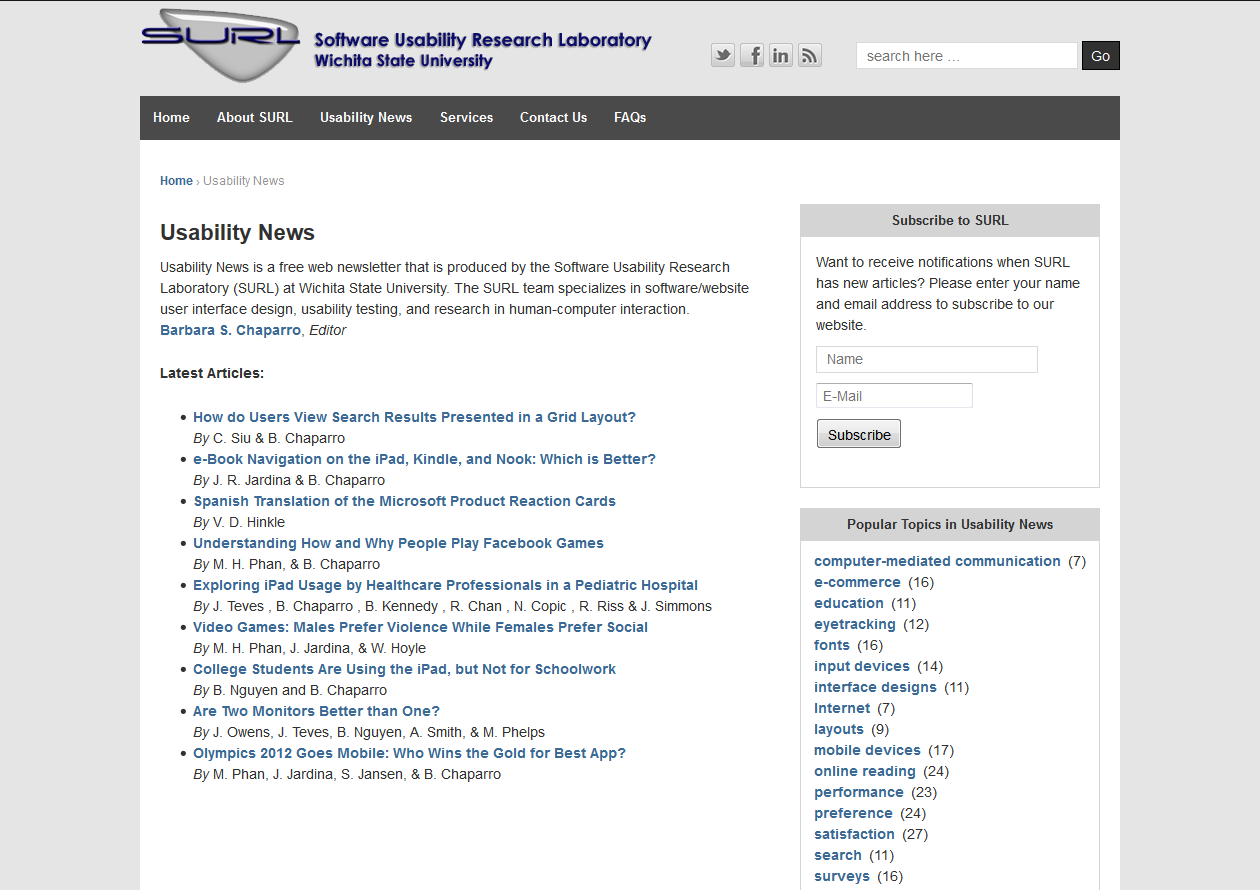 SURL
Software Usability Research Laboratory
Wichita State University
search here ...
Go
Home
About SURL
Usability News
Services
Contact Us
FAQs
Home › Usability News
Usability News
Usability News is a free web newsletter that is produced by the Software Usability Research
Laboratory (SURL) at Wichita State University. The SURL team specializes in software/website
user interface design, usability testing, and research in human-computer interaction.
Barbara S. Chaparro, Editor
Latest Articles:
How do Users View Search Results Presented in a Grid Layout?
By C. Siu & B. Chaparro
e-Book Navigation on the iPad, Kindle, and Nook: Which is Better?
By J. R. Jardina & B. Chaparro
Spanish Translation of the Microsoft Product Reaction Cards
By V. D. Hinkle
Understanding How and Why People Play Facebook Games
By M. H. Phan, & B. Chaparro
Exploring iPad Usage by Healthcare Professionals in a Pediatric Hospital
By J. Teves , B. Chaparro , B. Kennedy , R. Chan , N. Copic , R. Riss & J. Simmons
Video Games: Males Prefer Violence While Females Prefer Social
By M. H. Phan, J. Jardina, & W. Hoyle
College Students Are Using the iPad, but Not for Schoolwork
By B. Nguyen and B. Chaparro
Are Two Monitors Better than One?
By J. Owens, J. Teves, B. Nguyen, A. Smith, & M. Phelps
Olympics 2012 Goes Mobile: Who Wins the Gold for Best App?
By M. Phan, J. Jardina, S. Jansen, & B. Chaparro
Subscribe to SURL
Want to receive notifications when SURL
has new articles? Please enter your name
and email address to subscribe to our
website.
Name
E-Mail
Subscribe
Popular Topics in Usability News
computer-mediated communication (7)
e-commerce (16)
education (11)
eyetracking (12)
fonts (16)
input devices (14)
interface designs (11)
Internet (7)
layouts (9)
mobile devices (17)
online reading (24)
performance (23)
preference (24)
satisfaction (27)
search (11)
surveys (16)